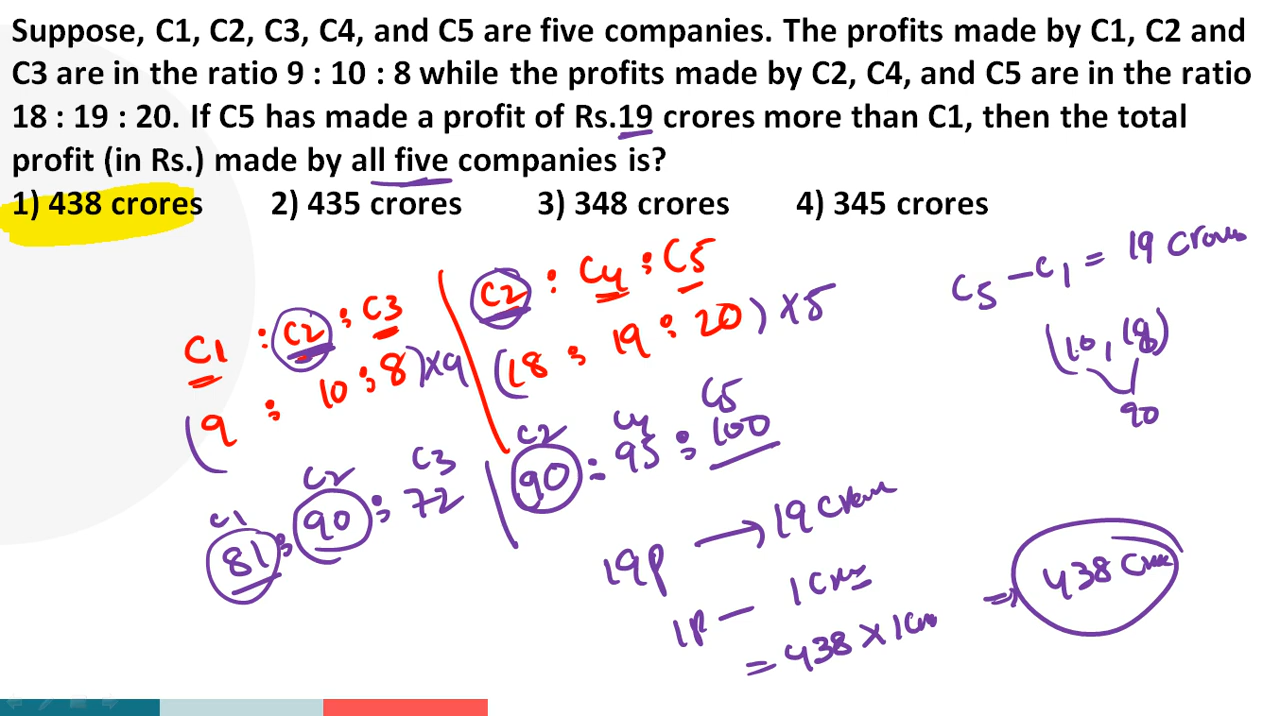 Suppose, C1, C2, C3, C4, and C5 are five companies. The profits made by C1, C2 and
C3 are in the ratio 9 : 10 : 8 while the profits made by C2, C4, and C5 are in the ratio
18 : 19 : 20. If C5 has made a profit of Rs.19 crores more than C1, then the total
profit (in Rs.) made by all five companies is?
1) 438 crores 2) 435 crores 3) 348 crores 4) 345 crores
C5 - C1 = 19 crores
C1 : C2 : C3
C2 : C4 : C5
(9 : 10 : 8) x 9
(18 : 19 : 20) x 5
(10, 18)
90
C1 C2 C3
81 : 90 : 72
C2 C4 C5
90 : 95 : 100
19P → 19 crore
1P - 1 Crs
= 438 x 1 Cro
⇒ 438 Crore